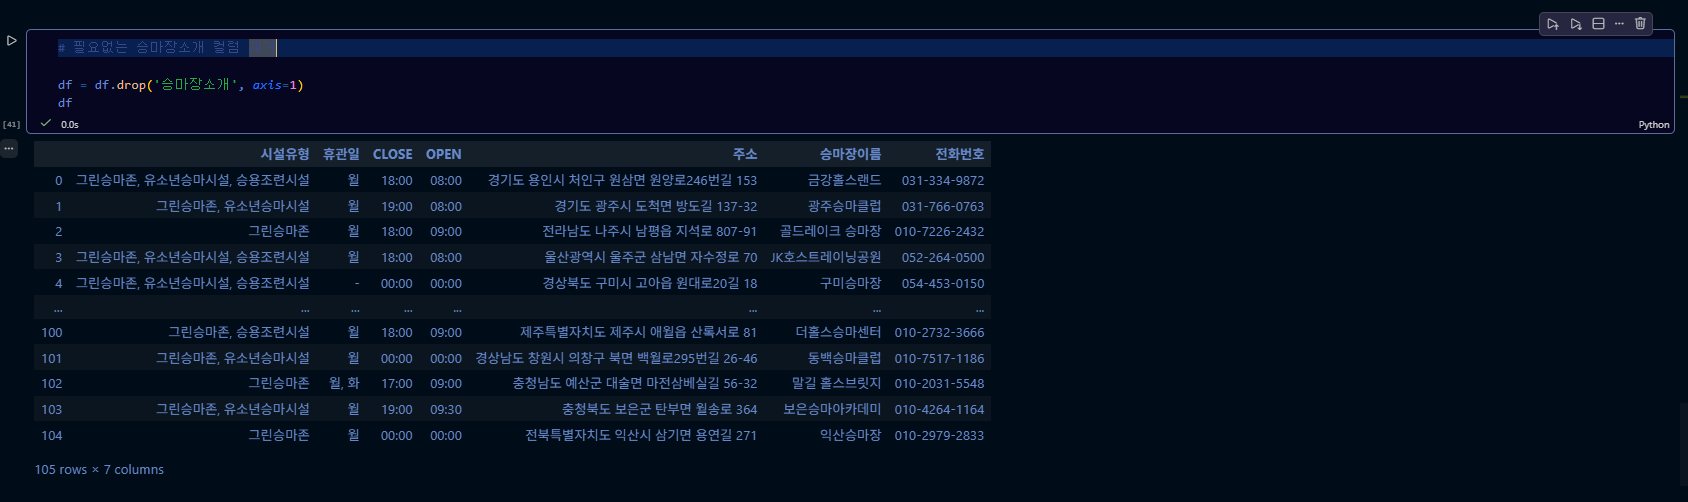 # 필요없는 승마장소개 컬럼
df = df.drop('승마장소개', axis=1)
df
[41]
0.0s
Python
시설유형 휴관일 CLOSE OPEN 주소 승마장이름 전화번호
0 그린승마존, 유소년승마시설, 승용조련시설 월 18:00 08:00 경기도 용인시 처인구 원삼면 원양로246번길 153 금강홀스랜드 031-334-9872
1 그린승마존, 유소년승마시설 월 19:00 08:00 경기도 광주시 도척면 방도길 137-32 광주승마클럽 031-766-0763
2 그린승마존 월 18:00 09:00 전라남도 나주시 남평읍 지석로 807-91 골드레이크 승마장 010-7226-2432
3 그린승마존, 유소년승마시설, 승용조련시설 월 18:00 08:00 울산광역시 울주군 삼남면 자수정로 70 JK호스트레이닝공원 052-264-0500
4 그린승마존, 유소년승마시설, 승용조련시설 - 00:00 00:00 경상북도 구미시 고아읍 원대로20길 18 구미승마장 054-453-0150
... ... ... ... ... ... ... ...
100 그린승마존, 승용조련시설 월 18:00 09:00 제주특별자치도 제주시 애월읍 산록서로 81 더홀스승마센터 010-2732-3666
101 그린승마존, 유소년승마시설 월 00:00 00:00 경상남도 창원시 의창구 북면 백월로295번길 26-46 동백승마클럽 010-7517-1186
102 그린승마존 월, 화 17:00 09:00 충청남도 예산군 대술면 마전삼베실길 56-32 말길 홀스브릿지 010-2031-5548
103 그린승마존, 유소년승마시설 월 19:00 09:30 충청북도 보은군 탄부면 월송로 364 보은승마아카데미 010-4264-1164
104 그린승마존 월 00:00 00:00 전북특별자치도 익산시 삼기면 용연길 271 익산승마장 010-2979-2833
105 rows × 7 columns